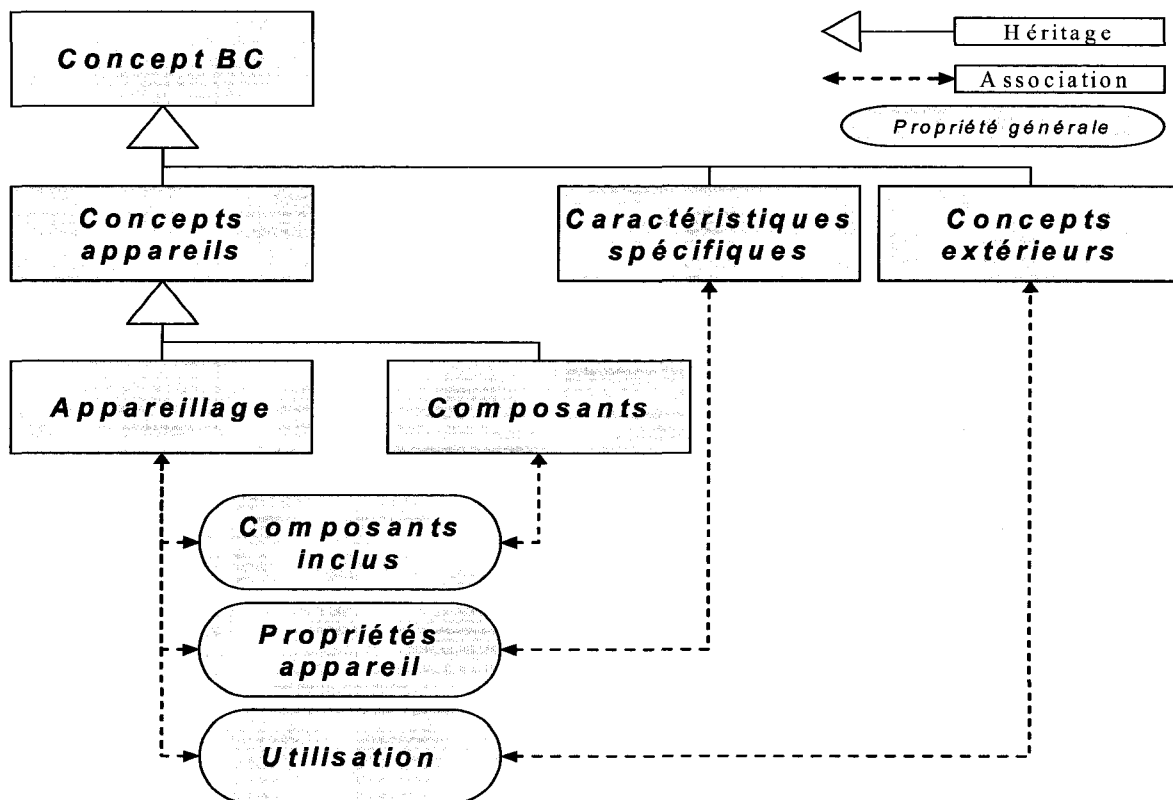 Concept BC
Héritage
Association
Propriété générale
Concepts
appareils
Caractéristiques
spécifiques
Concepts
extérieurs
Appareillage
Composants
Composants
inclus
Propriétés
appareil
Utilisation